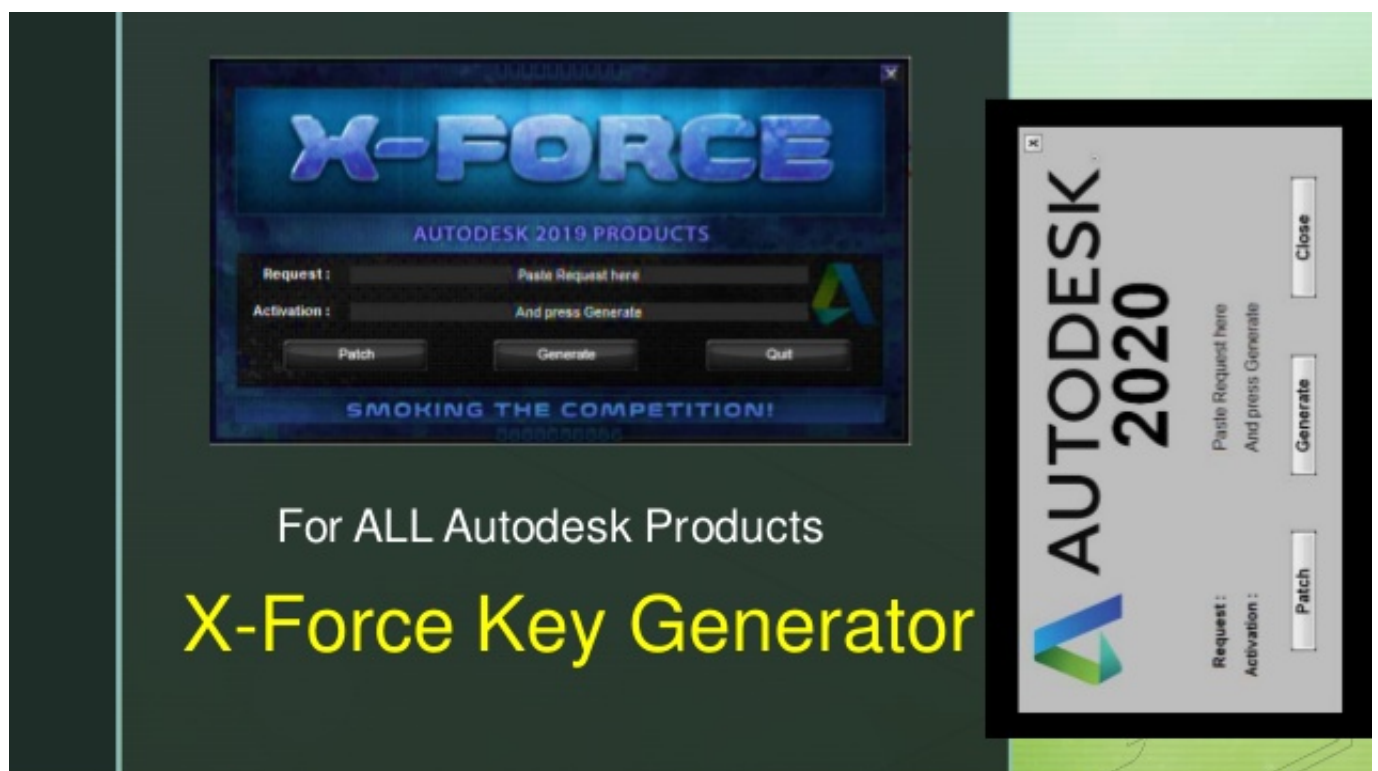 X-FORCE
AUTODESK 2019 PRODUCTS
Request :
Paste Request here
Activation :
And press Generate
Patch
Generate
Quit
SMOKING THE COMPETITION!
For ALL Autodesk Products
X-Force Key Generator
AUTODESK.
2020
Request :
Paste Request here
Activation :
And press Generate
Patch
Generate
Close